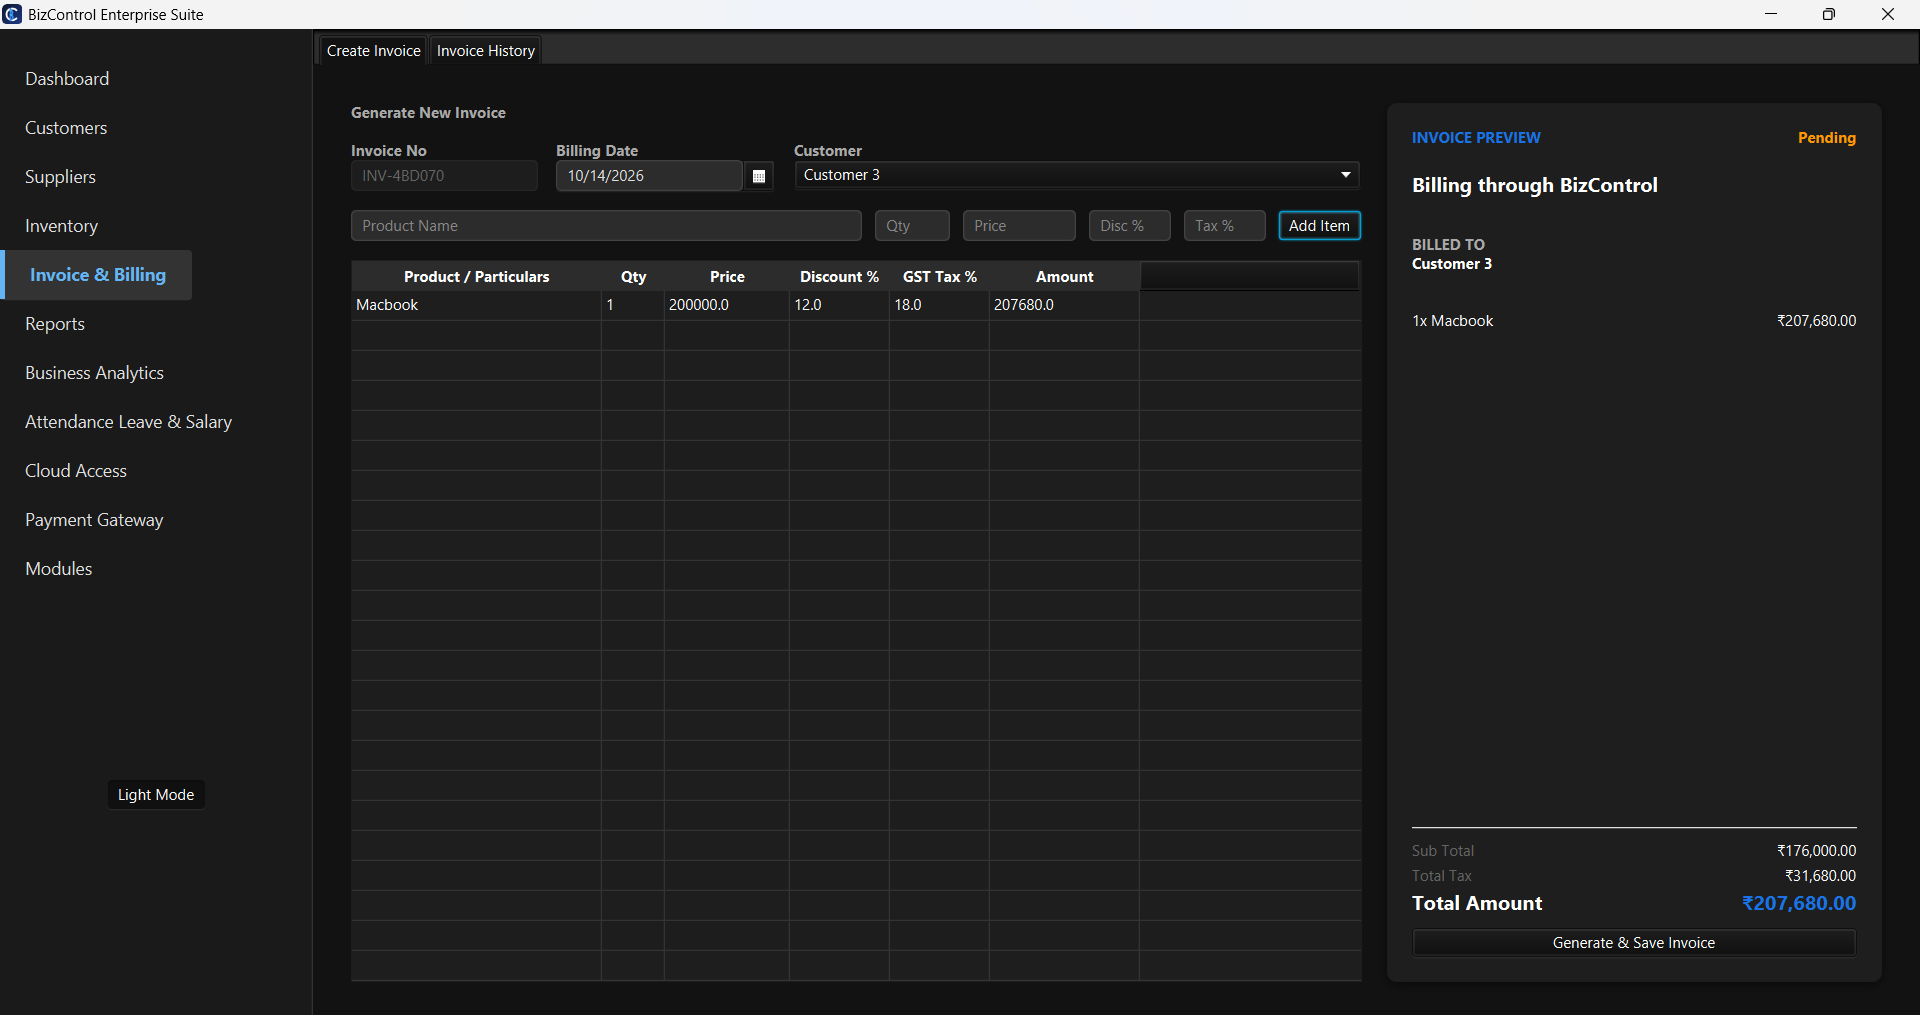 BizControl Enterprise Suite
Dashboard
Customers
Suppliers
Inventory
Invoice & Billing
Reports
Business Analytics
Attendance Leave & Salary
Cloud Access
Payment Gateway
Modules
Light Mode
Create Invoice Invoice History
Generate New Invoice
Invoice No Billing Date Customer
INV-4BD070 10/14/2026 Customer 3
Product Name Qty Price Disc % Tax % Add Item
Product / Particulars Qty Price Discount % GST Tax % Amount
Macbook 1 200000.0 12.0 18.0 207680.0
INVOICE PREVIEW Pending
Billing through BizControl
BILLED TO
Customer 3
1x Macbook ₹207,680.00
Sub Total ₹176,000.00
Total Tax ₹31,680.00
Total Amount ₹207,680.00
Generate & Save Invoice